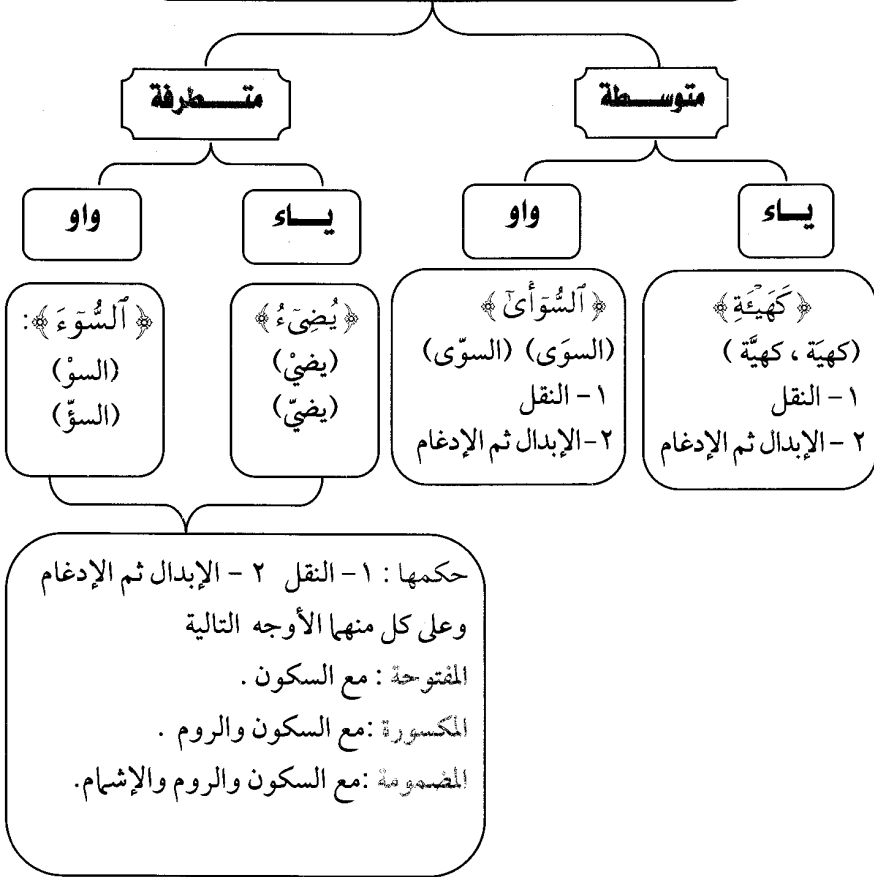 متوسطة
متطرفة
ياء
واو
ياء
واو
﴿كَهَيْـَٔةِ﴾
(كهيَة ، كهيَّة )
١ – النقل
٢ – الإبدال ثم الإدغام
﴿ٱلسُّوٓأَىٰٓ﴾
(السوَى) (السوّى)
١ – النقل
٢-الإبدال ثم الإدغام
﴿يُضِيٓءُ﴾
(يضيْ)
(يضيّ)
﴿ٱلسُّوٓءَ﴾:
(السوْ)
(السوّ)
حكمها : ١- النقل ٢ – الإبدال ثم الإدغام
وعلى كل منهما الأوجه التالية
المفتوحة : مع السكون .
المكسورة :مع السكون والروم .
المضمومة :مع السكون والروم والإشمام.